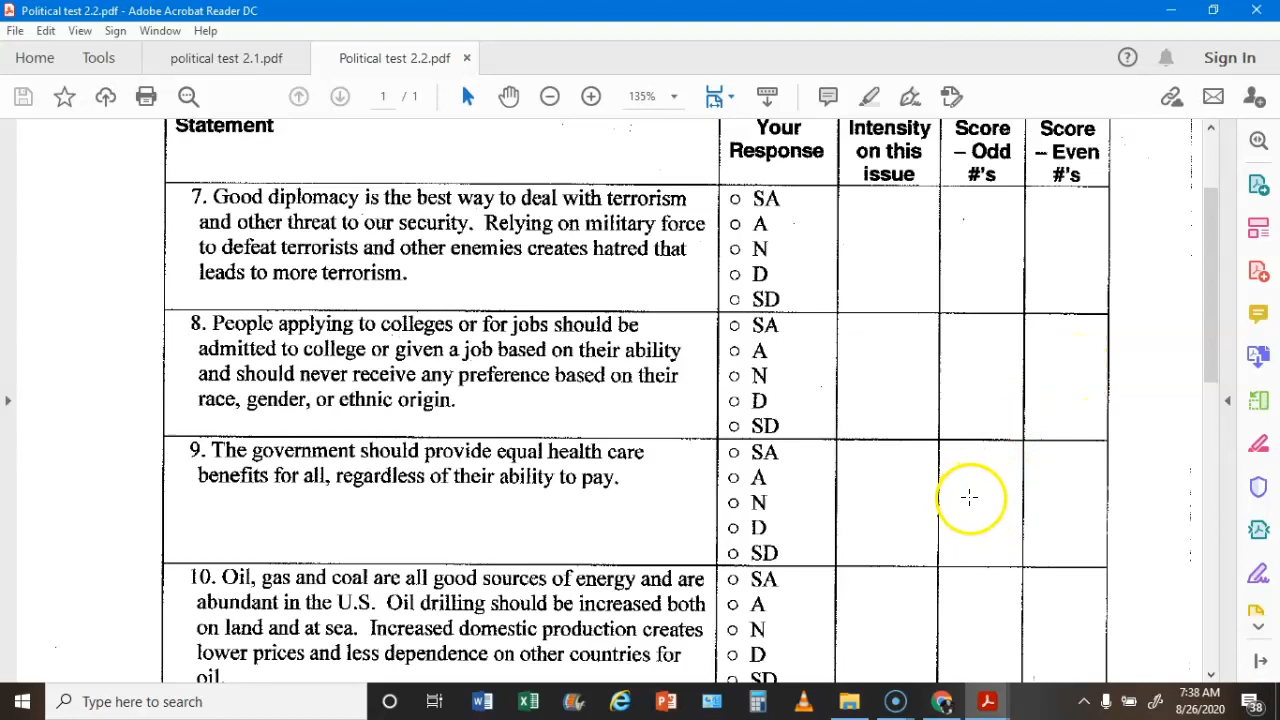 Political test 2.2.pdf - Adobe Acrobat Reader DC
File Edit View Sign Window Help
Home Tools political test 2.1.pdf Political test 2.2.pdf × Sign In
1 / 1 135%
Statement Your Response Intensity on this issue Score – Odd #'s Score – Even #'s
7. Good diplomacy is the best way to deal with terrorism
and other threat to our security. Relying on military force
to defeat terrorists and other enemies creates hatred that
leads to more terrorism.
o SA
o A
o N
o D
o SD
8. People applying to colleges or for jobs should be
admitted to college or given a job based on their ability
and should never receive any preference based on their
race, gender, or ethnic origin.
o SA
o A
o N
o D
o SD
9. The government should provide equal health care
benefits for all, regardless of their ability to pay.
o SA
o A
o N
o D
o SD
10. Oil, gas and coal are all good sources of energy and are
abundant in the U.S. Oil drilling should be increased both
on land and at sea. Increased domestic production creates
lower prices and less dependence on other countries for
oil.
o SA
o A
o N
o D
o SD
Type here to search
7:38 AM
8/26/2020
38